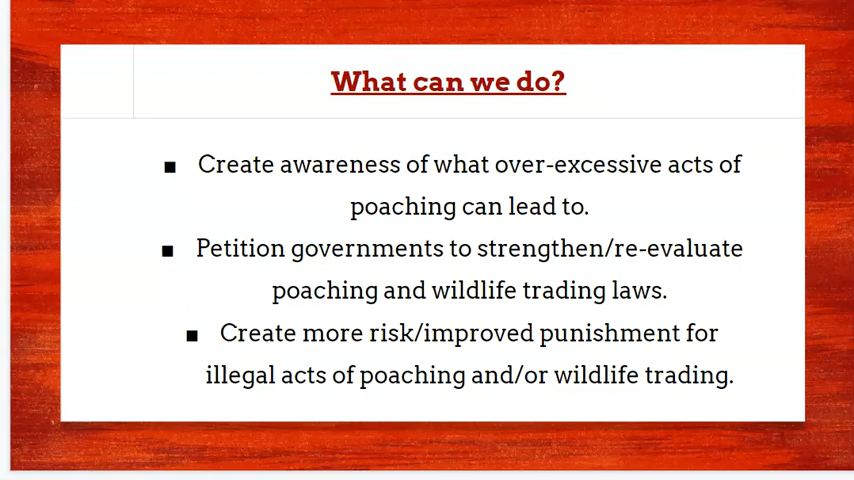 What can we do?
■ Create awareness of what over-excessive acts of
poaching can lead to.
■ Petition governments to strengthen/re-evaluate
poaching and wildlife trading laws.
■ Create more risk/improved punishment for
illegal acts of poaching and/or wildlife trading.